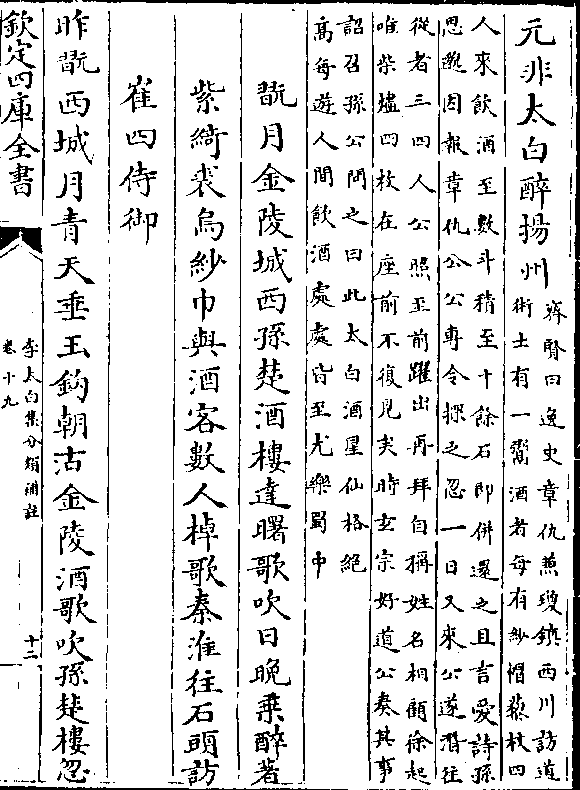 元非太白醉揚州
齊賢曰逸史章仇兼瓊鎮西川訪道
術士有一鬻酒者每有紗帽藜杖四
人來飲酒至數斗積至十餘石即併還之且言愛詩孫
思邈因報章仇公公專令探之忽一日又來公遂潛往
從者三四人公照至前躍出再拜自稱姓名相顧徐起
唯柴燼四枚在座前不復見矣時玄宗好道公奏其事
詔召孫公問之曰此太白酒星仙格絶
高每遊人間飲酒處處皆至尤樂蜀中
翫月金陵城西孫楚酒樓達曙歌吹日晚乗醉著
紫綺裘烏紗巾與酒客數人棹歌秦淮往石頭訪
崔四侍御
昨翫西城月青天垂玉鈎朝沽金陵酒歌吹孫楚樓忽
欽定四庫全書
李太白集分類補註
卷十九
十二